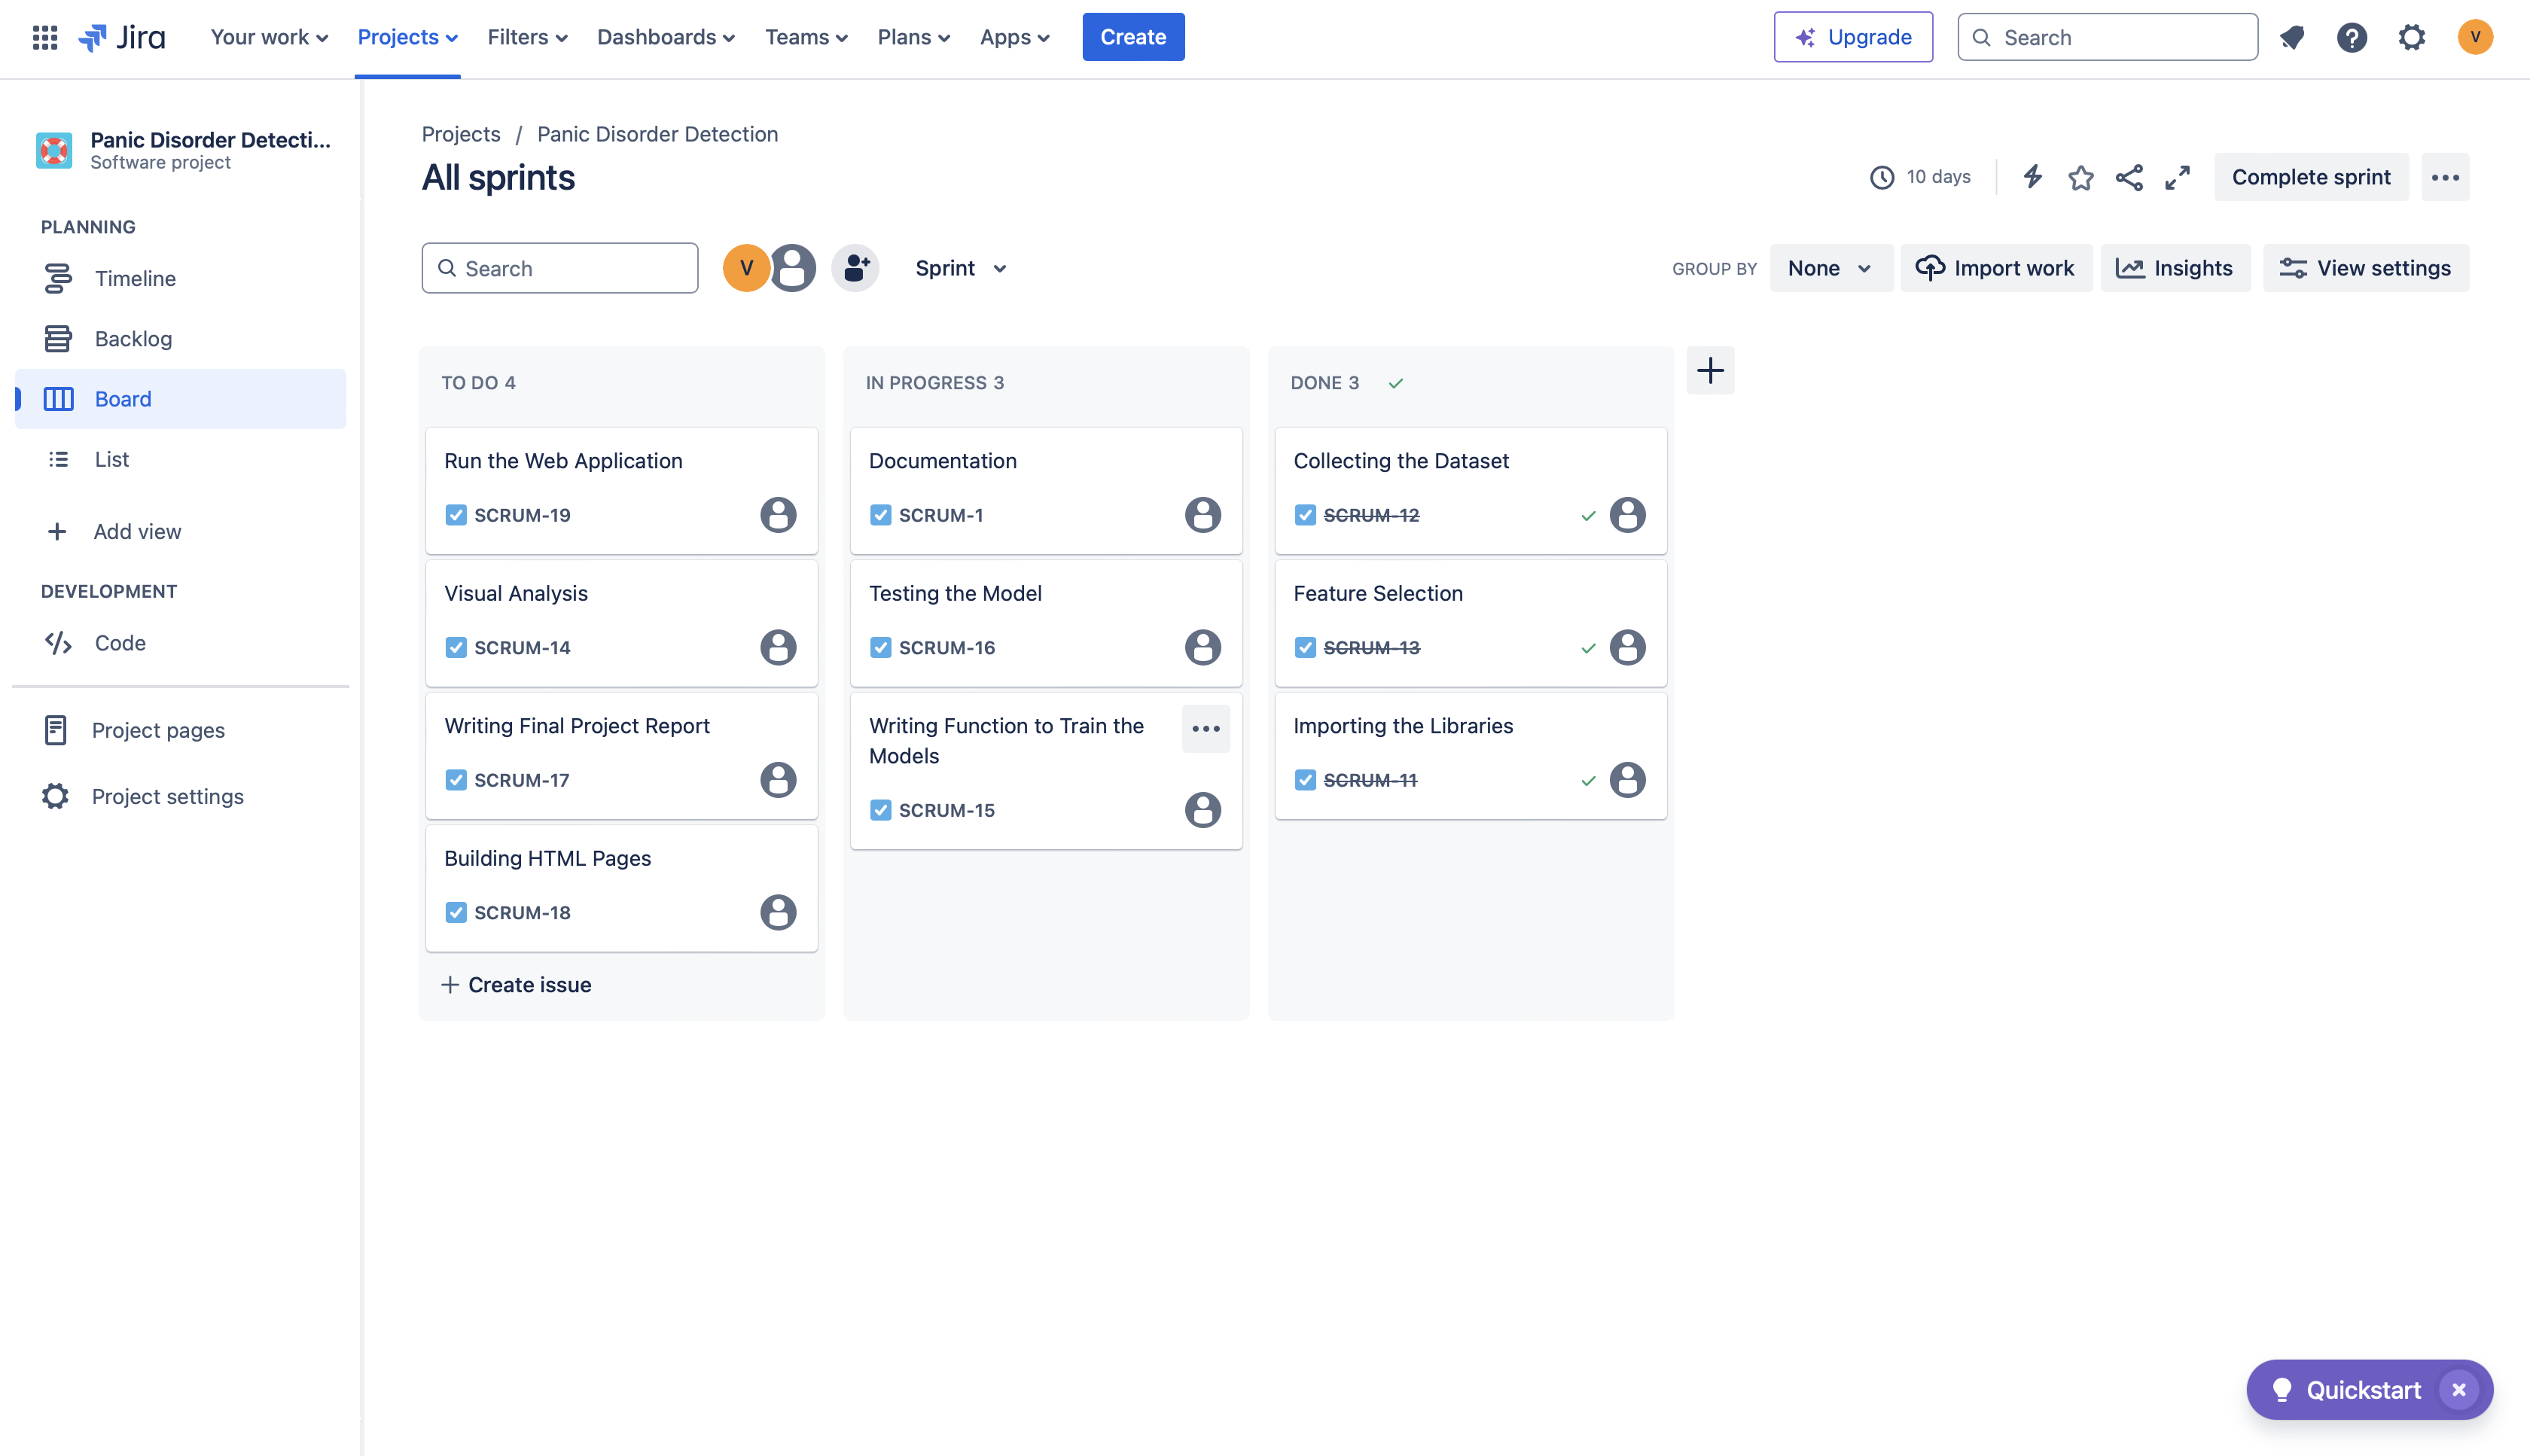 Jira
Your work
Projects
Filters
Dashboards
Teams
Plans
Apps
Create
Upgrade
Search
V
Panic Disorder Detecti...
Software project
PLANNING
Timeline
Backlog
Board
List
Add view
DEVELOPMENT
Code
Project pages
Project settings
Projects / Panic Disorder Detection
All sprints
10 days
Complete sprint
Search
V
Sprint
GROUP BY
None
Import work
Insights
View settings
TO DO 4
Run the Web Application
SCRUM-19
Visual Analysis
SCRUM-14
Writing Final Project Report
SCRUM-17
Building HTML Pages
SCRUM-18
Create issue
IN PROGRESS 3
Documentation
SCRUM-1
Testing the Model
SCRUM-16
Writing Function to Train the
Models
SCRUM-15
DONE 3
Collecting the Dataset
SCRUM-12
Feature Selection
SCRUM-13
Importing the Libraries
SCRUM-11
Quickstart